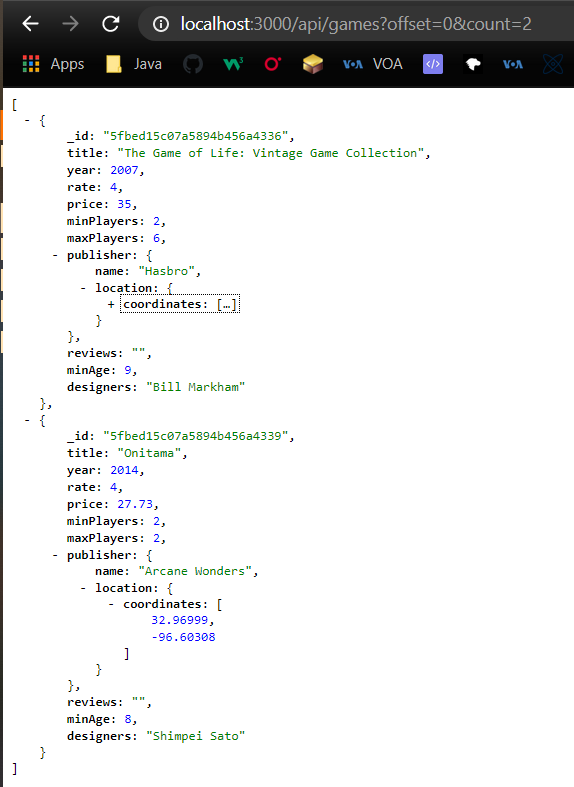 localhost:3000/api/games?offset=0&count=2
Apps Java W3 VOA VOA </> VOA
[
- {
_id: "5fbed15c07a5894b456a4336",
title: "The Game of Life: Vintage Game Collection",
year: 2007,
rate: 4,
price: 35,
minPlayers: 2,
maxPlayers: 6,
- publisher: {
name: "Hasbro",
- location: {
+ coordinates: […]
}
},
reviews: "",
minAge: 9,
designers: "Bill Markham"
},
- {
_id: "5fbed15c07a5894b456a4339",
title: "Onitama",
year: 2014,
rate: 4,
price: 27.73,
minPlayers: 2,
maxPlayers: 2,
- publisher: {
name: "Arcane Wonders",
- location: {
- coordinates: [
32.96999,
-96.60308
]
}
},
reviews: "",
minAge: 8,
designers: "Shimpei Sato"
}
]